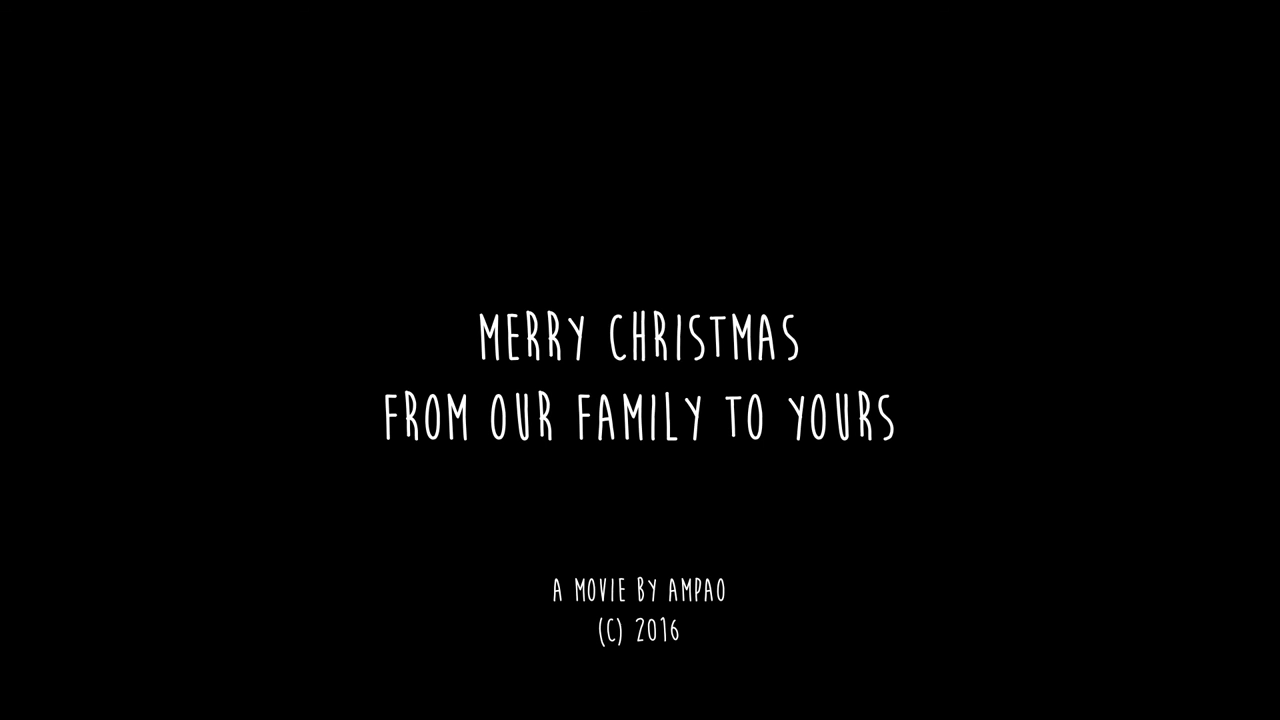 MERRY CHRISTMAS
FROM OUR FAMILY TO YOURS
A MOVIE BY AMPAO
(C) 2016